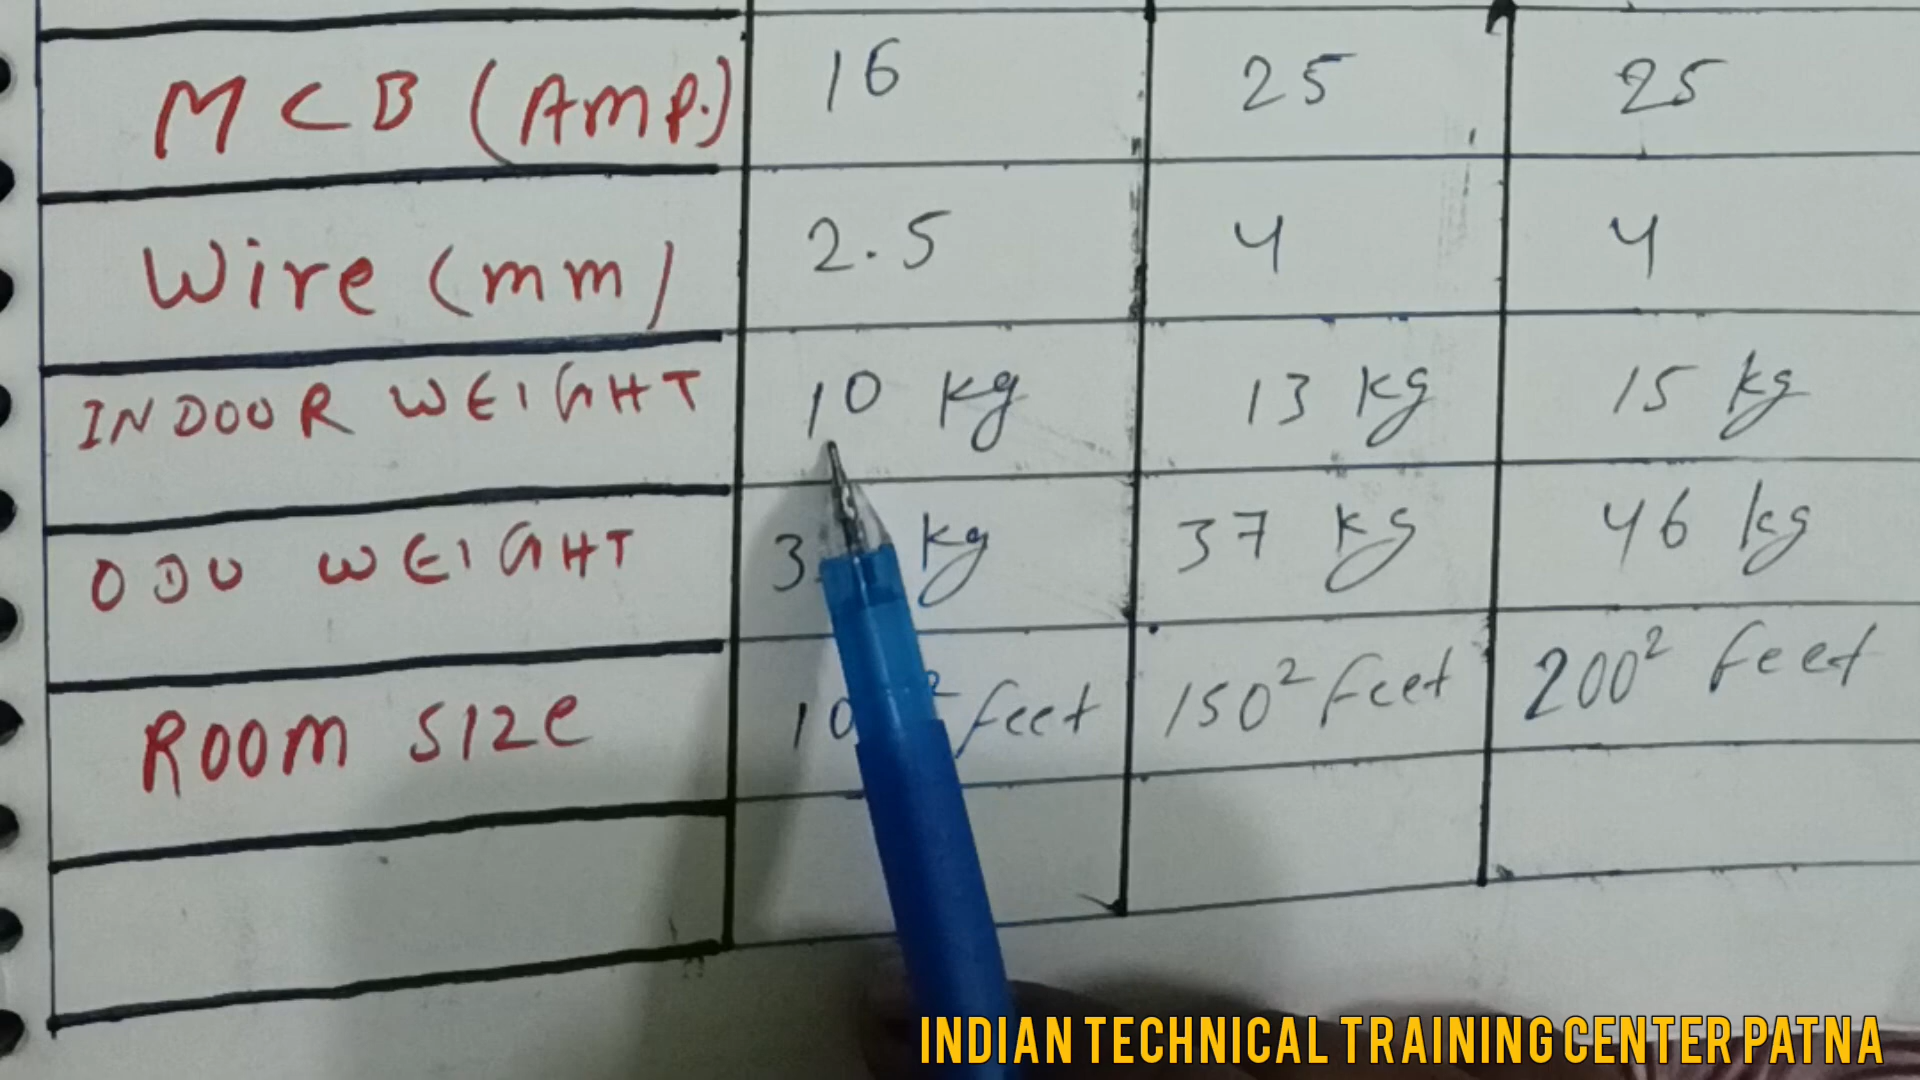 MCB (Amp.) 16 25 25
Wire (mm) 2.5 4 4
INDOOR WEIGHT 10 kg 13 kg 15 kg
ODU WEIGHT kg 37 kg 46 kg
ROOM SIZE feet 150² feet 200² feet
INDIAN TECHNICAL TRAINING CENTER PATNA